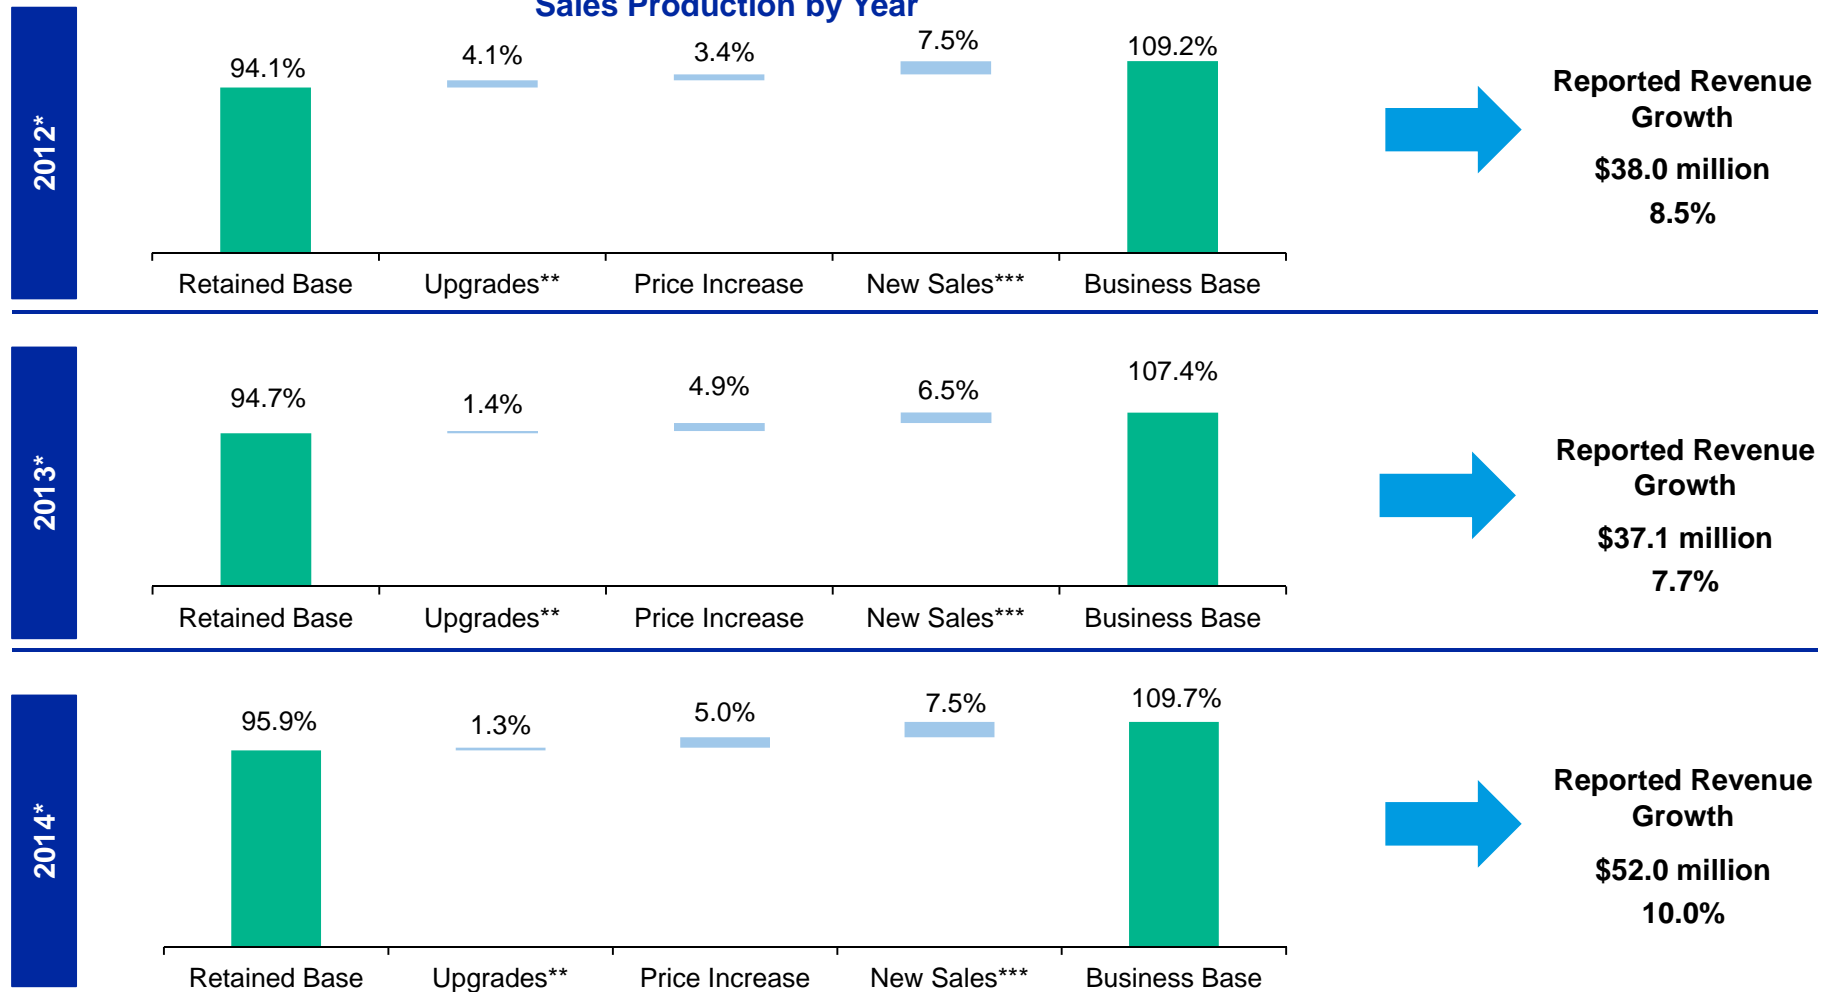 Sales Production by Year
2012*
94.1%
4.1%
3.4%
7.5%
109.2%
Retained Base
Upgrades**
Price Increase
New Sales***
Business Base
Reported Revenue
Growth
$38.0 million
8.5%
2013*
94.7%
1.4%
4.9%
6.5%
107.4%
Retained Base
Upgrades**
Price Increase
New Sales***
Business Base
Reported Revenue
Growth
$37.1 million
7.7%
2014*
95.9%
1.3%
5.0%
7.5%
109.7%
Retained Base
Upgrades**
Price Increase
New Sales***
Business Base
Reported Revenue
Growth
$52.0 million
10.0%